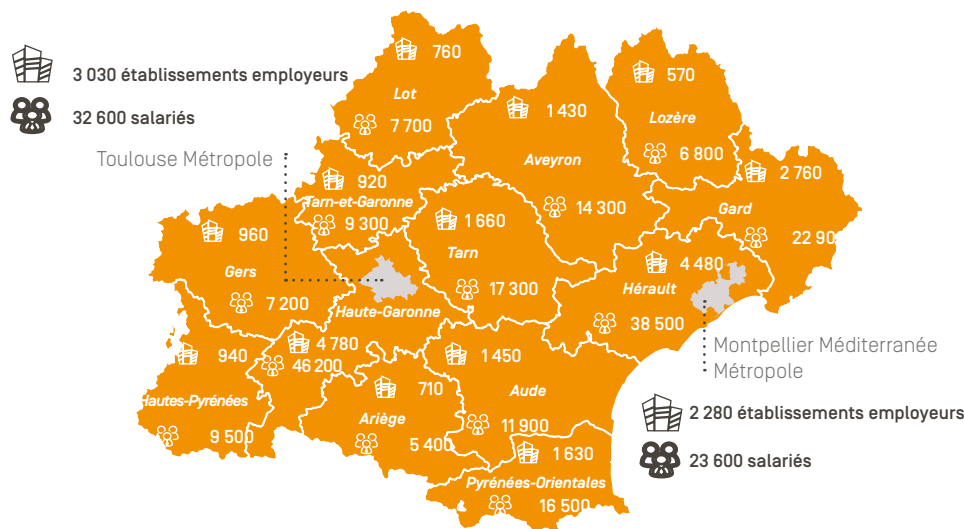 3 030 établissements employeurs
32 600 salariés
Toulouse Métropole
760
Lot
7 700
570
Lozère
6 800
1 430
Aveyron
14 300
920
Tarn-et-Garonne
9 300
2 760
Gard
22 90
960
Gers
7 200
1 660
Tarn
17 300
4 480
Hérault
38 500
Haute-Garonne
4 780
46 200
940
Hautes-Pyrénées
9 500
710
Ariège
5 400
1 450
Aude
11 900
1 630
Pyrénées-Orientales
16 500
Montpellier Méditerranée
Métropole
2 280 établissements employeurs
23 600 salariés